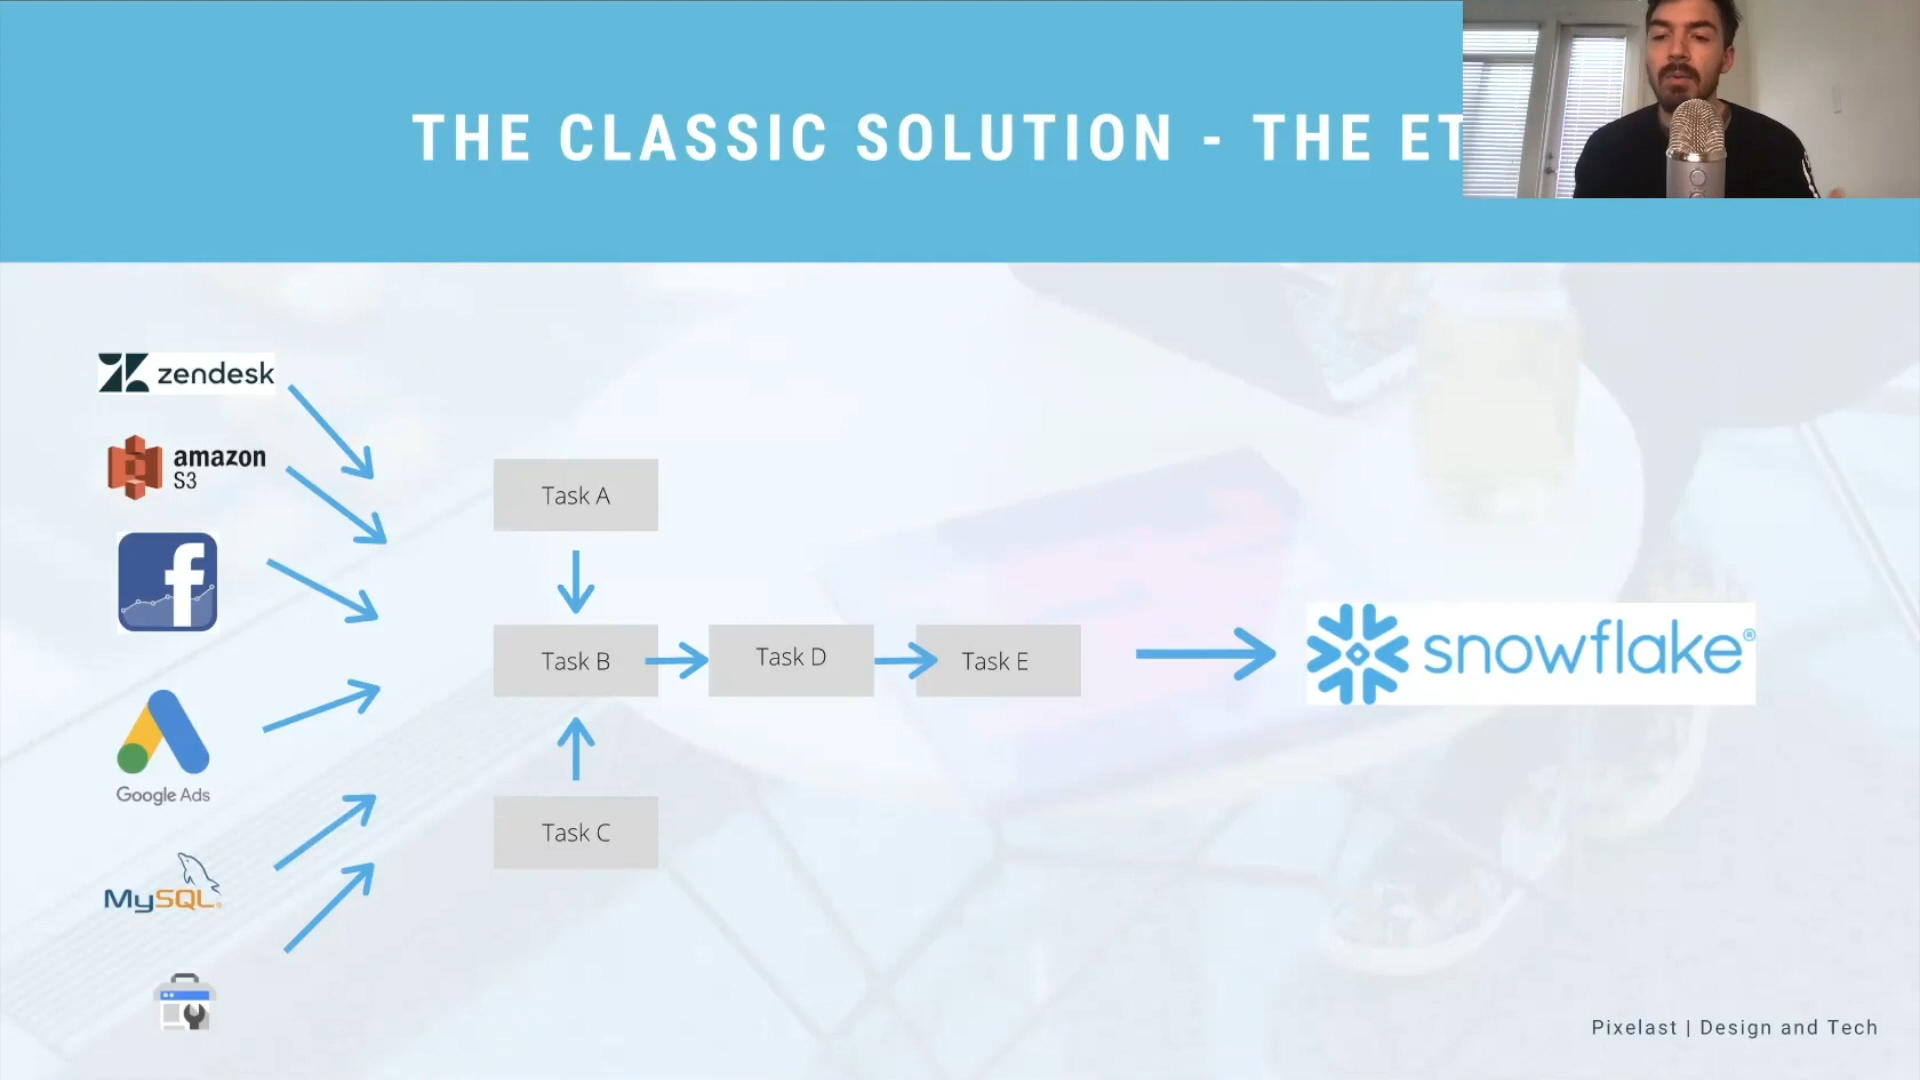 THE CLASSIC SOLUTION - THE ET
zendesk
amazon
S3
Task A
Task B
Task D
Task E
snowflake®
Google Ads
Task C
MySQL®
Pixelast | Design and Tech